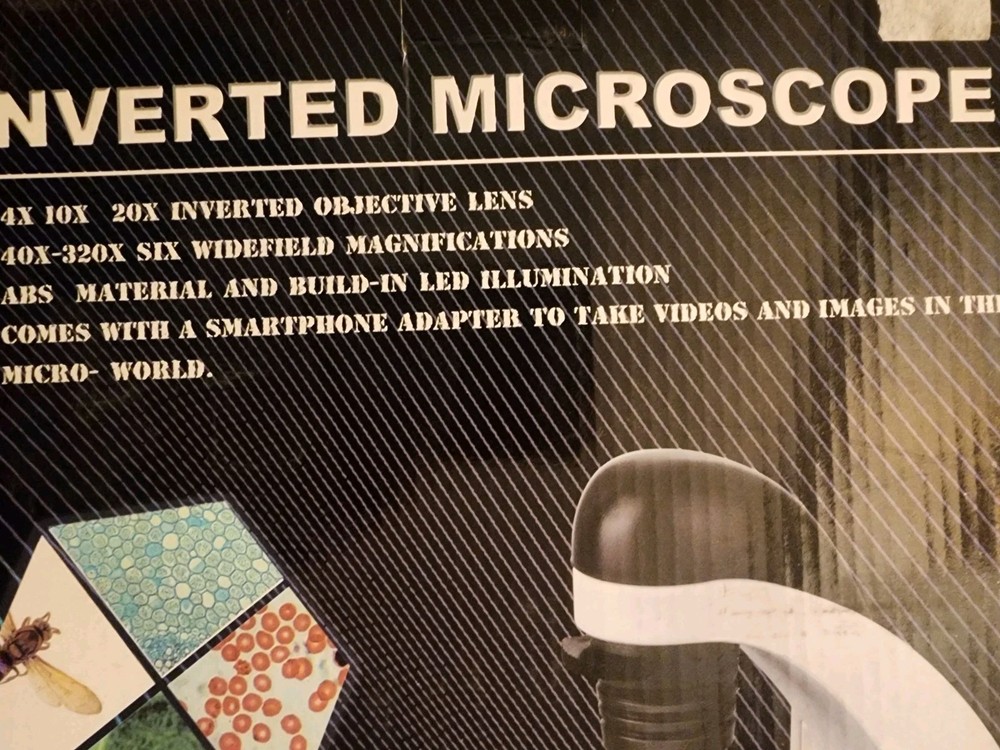 NVERTED MICROSCOPE
4X 10X 20X INVERTED OBJECTIVE LENS
40X-320X SIX WIDEFIELD MAGNIFICATIONS
ABS MATERIAL AND BUILD-IN LED ILLUMINATION
COMES WITH A SMARTPHONE ADAPTER TO TAKE VIDEOS AND IMAGES IN TH
MICRO- WORLD.